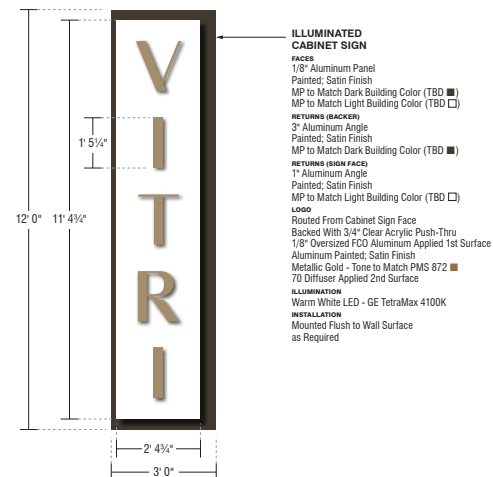 ILLUMINATED
CABINET SIGN
FACES
1/8" Aluminum Panel
Painted; Satin Finish
MP to Match Dark Building Color (TBD ■)
MP to Match Light Building Color (TBD □)
RETURNS (BACKER)
3" Aluminum Angle
Painted; Satin Finish
MP to Match Dark Building Color (TBD ■)
RETURNS (SIGN FACE)
1" Aluminum Angle
Painted; Satin Finish
MP to Match Light Building Color (TBD □)
LOGO
Routed From Cabinet Sign Face
Backed With 3/4" Clear Acrylic Push-Thru
1/8" Oversized FCO Aluminum Applied 1st Surface
Aluminum Painted; Satin Finish
Metallic Gold - Tone to Match PMS 872 ■
70 Diffuser Applied 2nd Surface
ILLUMINATION
Warm White LED - GE TetraMax 4100K
INSTALLATION
Mounted Flush to Wall Surface
as Required
V
I
T
R
I
1' 5¼"
12' 0"
11' 4¾"
2' 4¾"
3' 0"